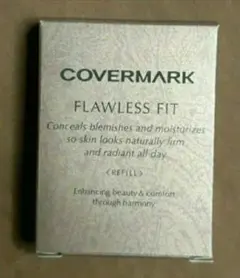 COVERMARK
FLAWLESS FIT
Conceals blemishes and moisturizes
so skin looks naturally firm
and radiant all day.
<REFILL>
Enhancing beauty & comfort
through harmony